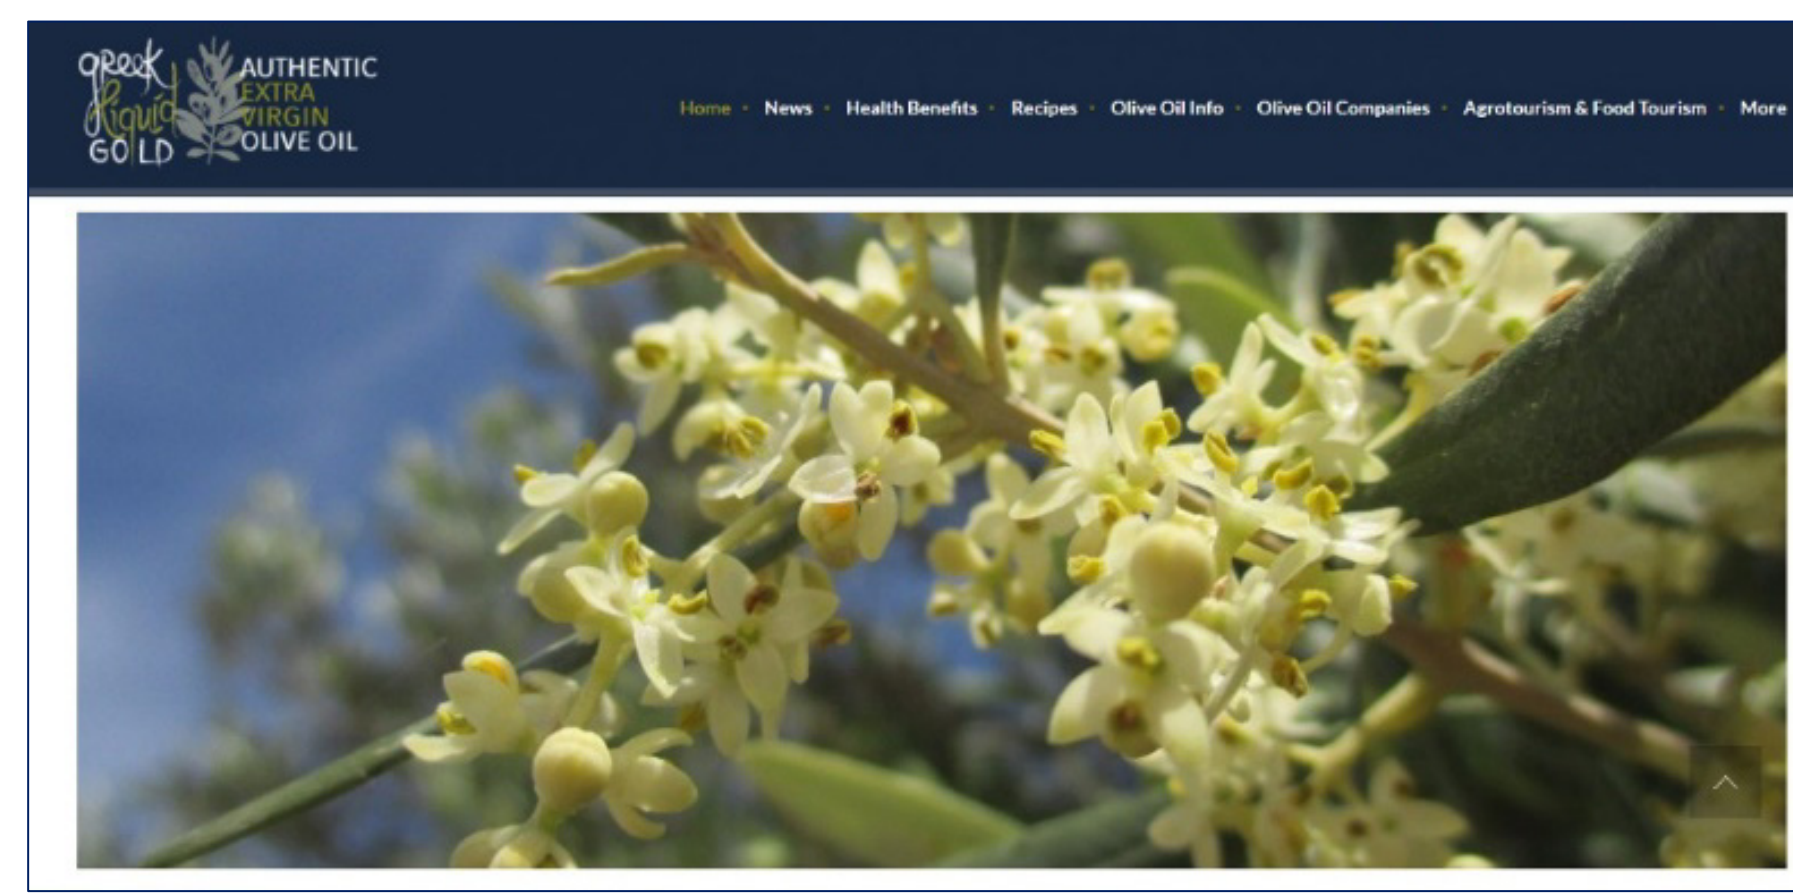 greek
liquid
GOLD
AUTHENTIC
EXTRA
VIRGIN
OLIVE OIL
Home • News • Health Benefits • Recipes • Olive Oil Info • Olive Oil Companies • Agrotourism & Food Tourism • More